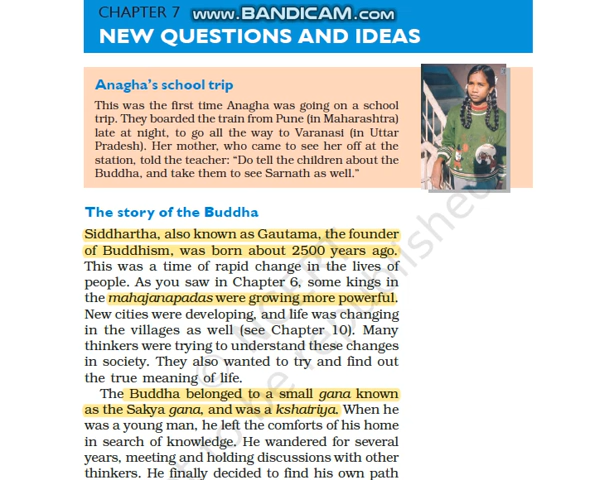 CHAPTER 7
www.BANDICAM.com
NEW QUESTIONS AND IDEAS
Anagha's school trip
This was the first time Anagha was going on a school
trip. They boarded the train from Pune (in Maharashtra)
late at night, to go all the way to Varanasi (in Uttar
Pradesh). Her mother, who came to see her off at the
station, told the teacher: “Do tell the children about the
Buddha, and take them to see Sarnath as well.”
The story of the Buddha
Siddhartha, also known as Gautama, the founder
of Buddhism, was born about 2500 years ago.
This was a time of rapid change in the lives of
people. As you saw in Chapter 6, some kings in
the mahajanapadas were growing more powerful.
New cities were developing, and life was changing
in the villages as well (see Chapter 10). Many
thinkers were trying to understand these changes
in society. They also wanted to try and find out
the true meaning of life.
The Buddha belonged to a small gana known
as the Sakya gana, and was a kshatriya. When he
was a young man, he left the comforts of his home
in search of knowledge. He wandered for several
years, meeting and holding discussions with other
thinkers. He finally decided to find his own path
© NCERT
not to be republished